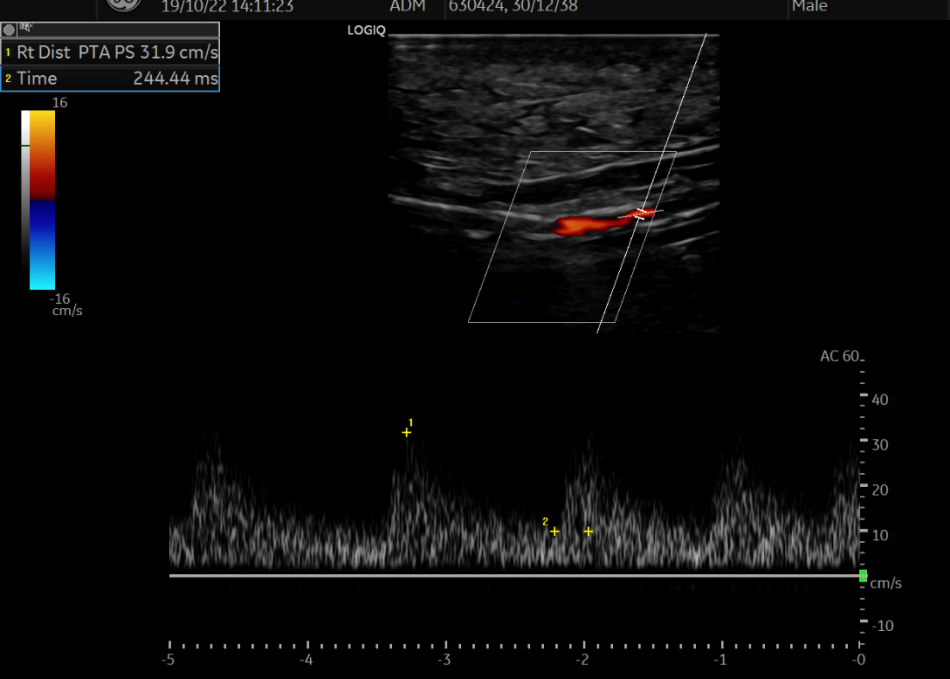 19/10/22 14:11:23 ADM 630424, 30/12/38 Male
LOGIQ
1 Rt Dist PTA PS 31.9 cm/s
2 Time 244.44 ms
16
-16
cm/s
AC 60
40
1
30
20
2
10
cm/s
-10
-5 -4 -3 -2 -1 -0